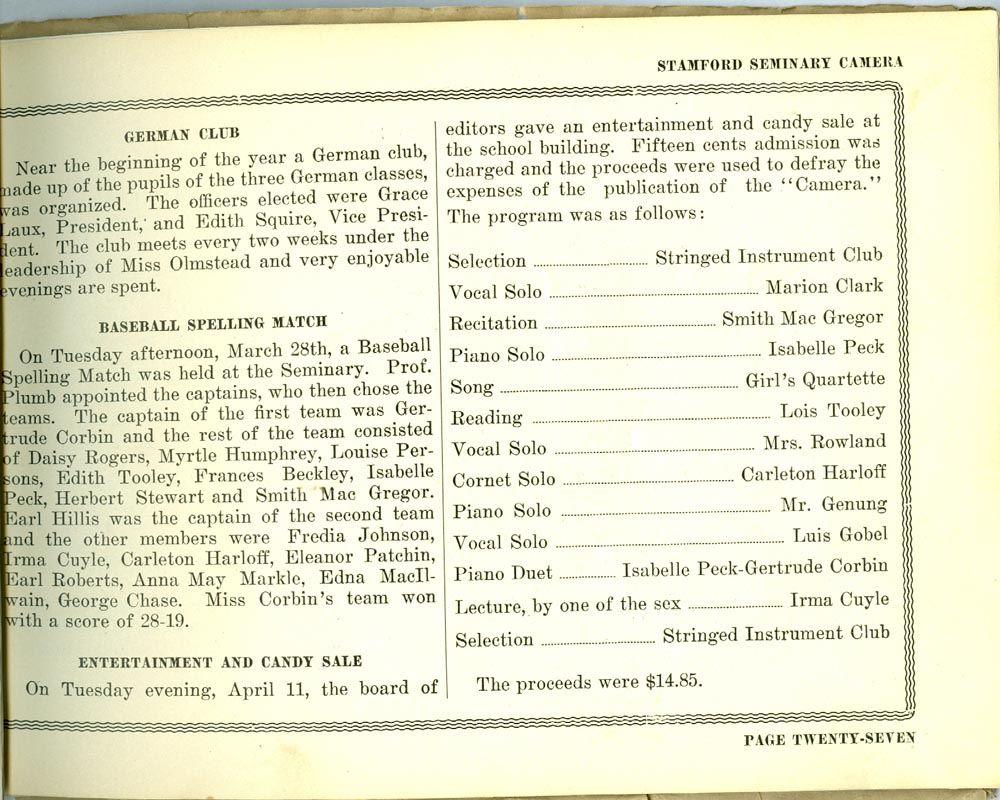 STAMFORD SEMINARY CAMERA
GERMAN CLUB
Near the beginning of the year a German club,
made up of the pupils of the three German classes,
was organized. The officers elected were Grace
Laux, President, and Edith Squire, Vice Presi-
dent. The club meets every two weeks under the
leadership of Miss Olmstead and very enjoyable
evenings are spent.
BASEBALL SPELLING MATCH
On Tuesday afternoon, March 28th, a Baseball
Spelling Match was held at the Seminary. Prof.
Plumb appointed the captains, who then chose the
teams. The captain of the first team was Ger-
trude Corbin and the rest of the team consisted
of Daisy Rogers, Myrtle Humphrey, Louise Per-
sons, Edith Tooley, Frances Beckley, Isabelle
Peck, Herbert Stewart and Smith Mac Gregor.
Earl Hillis was the captain of the second team
and the other members were Fredia Johnson,
Irma Cuyle, Carleton Harloff, Eleanor Patchin,
Earl Roberts, Anna May Markle, Edna MacIl-
wain, George Chase. Miss Corbin's team won
with a score of 28-19.
ENTERTAINMENT AND CANDY SALE
On Tuesday evening, April 11, the board of
editors gave an entertainment and candy sale at
the school building. Fifteen cents admission was
charged and the proceeds were used to defray the
expenses of the publication of the "Camera."
The program was as follows:
Selection ........ Stringed Instrument Club
Vocal Solo ........ Marion Clark
Recitation ........ Smith Mac Gregor
Piano Solo ........ Isabelle Peck
Song ........ Girl's Quartette
Reading ........ Lois Tooley
Vocal Solo ........ Mrs. Rowland
Cornet Solo ........ Carleton Harloff
Piano Solo ........ Mr. Genung
Vocal Solo ........ Luis Gobel
Piano Duet ........ Isabelle Peck-Gertrude Corbin
Lecture, by one of the sex ........ Irma Cuyle
Selection ........ Stringed Instrument Club
The proceeds were $14.85.
PAGE TWENTY-SEVEN